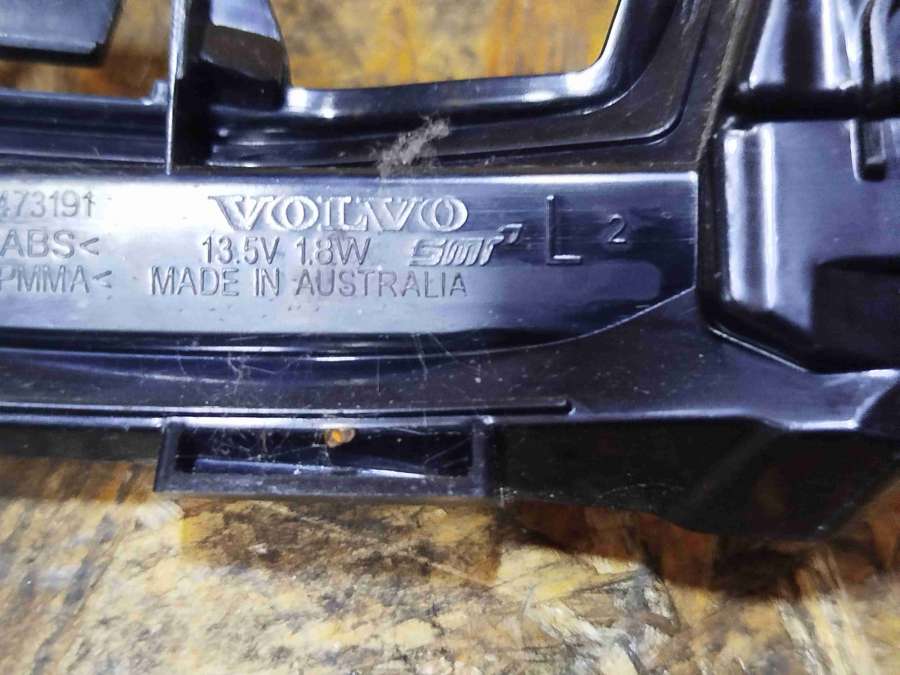 473191 VOLVO L 2
ABS< 13.5V 1.8W smr
PMMA< MADE IN AUSTRALIA